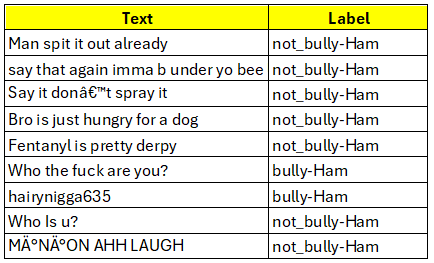 Text Label
Man spit it out already not_bully-Ham
say that again imma b under yo bee not_bully-Ham
Say it donâ€™t spray it not_bully-Ham
Bro is just hungry for a dog not_bully-Ham
Fentanyl is pretty derpy not_bully-Ham
Who the fuck are you? bully-Ham
hairynigga635 bully-Ham
Who Is u? not_bully-Ham
MÄ°NÄ°ON AHH LAUGH not_bully-Ham